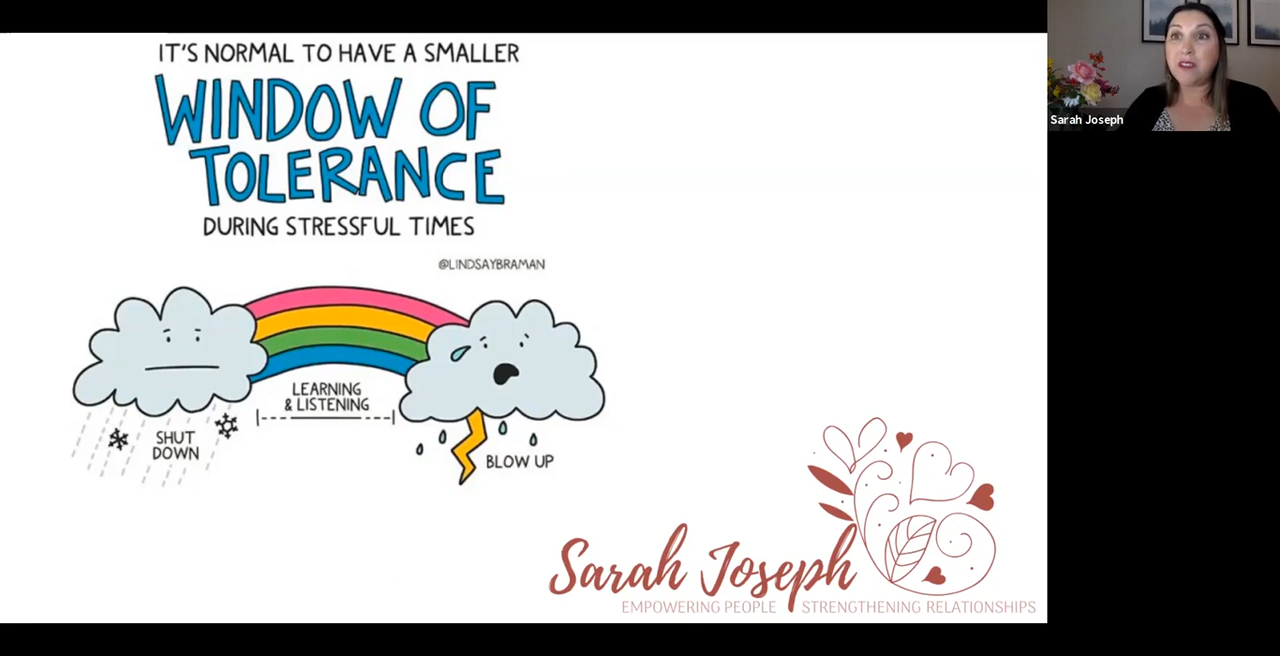 IT'S NORMAL TO HAVE A SMALLER
WINDOW OF
TOLERANCE
DURING STRESSFUL TIMES
@LINDSAYBRAMAN
LEARNING
& LISTENING
SHUT
DOWN
BLOW UP
Sarah Joseph
EMPOWERING PEOPLE STRENGTHENING RELATIONSHIPS
Sarah Joseph